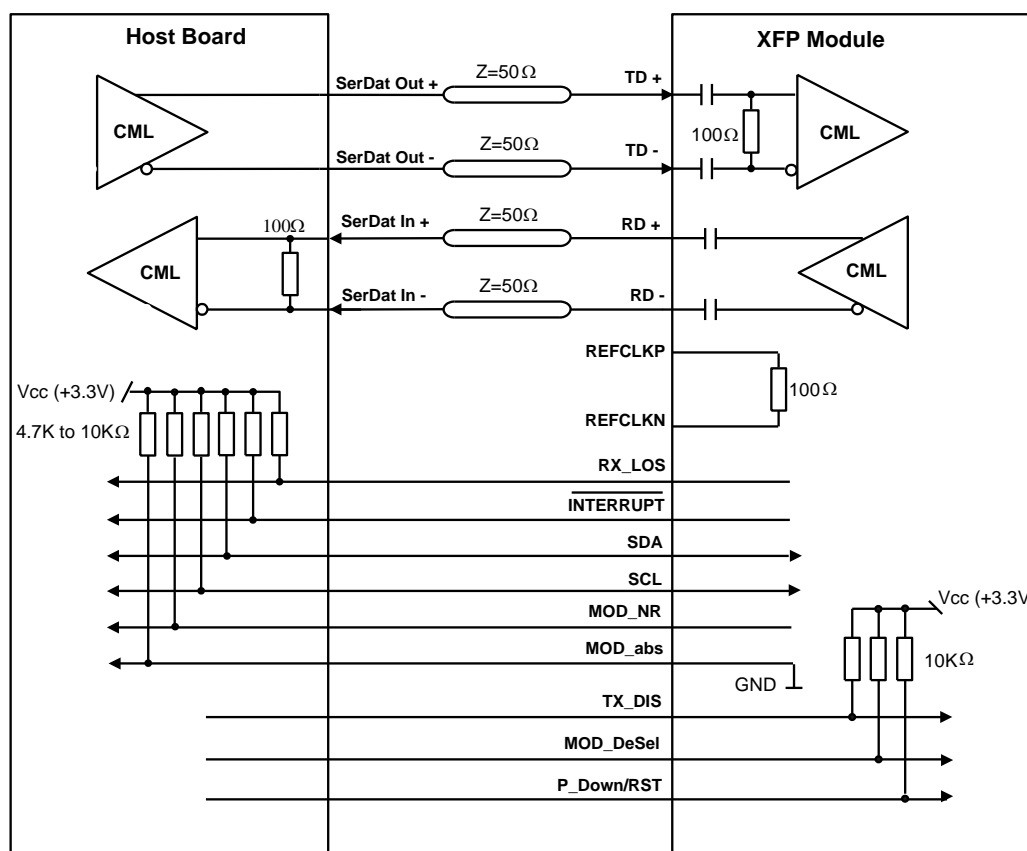 Host Board
XFP Module
Z=50Ω
SerDat Out +
TD +
CML
100Ω
CML
Z=50Ω
SerDat Out -
TD -
Z=50Ω
100Ω
SerDat In +
RD +
CML
CML
Z=50Ω
SerDat In -
RD -
REFCLKP
Vcc (+3.3V)
100Ω
4.7K to 10KΩ
REFCLKN
RX_LOS
INTERRUPT
SDA
SCL
Vcc (+3.3V
MOD_NR
MOD_abs
10KΩ
GND
TX_DIS
MOD_DeSel
P_Down/RST